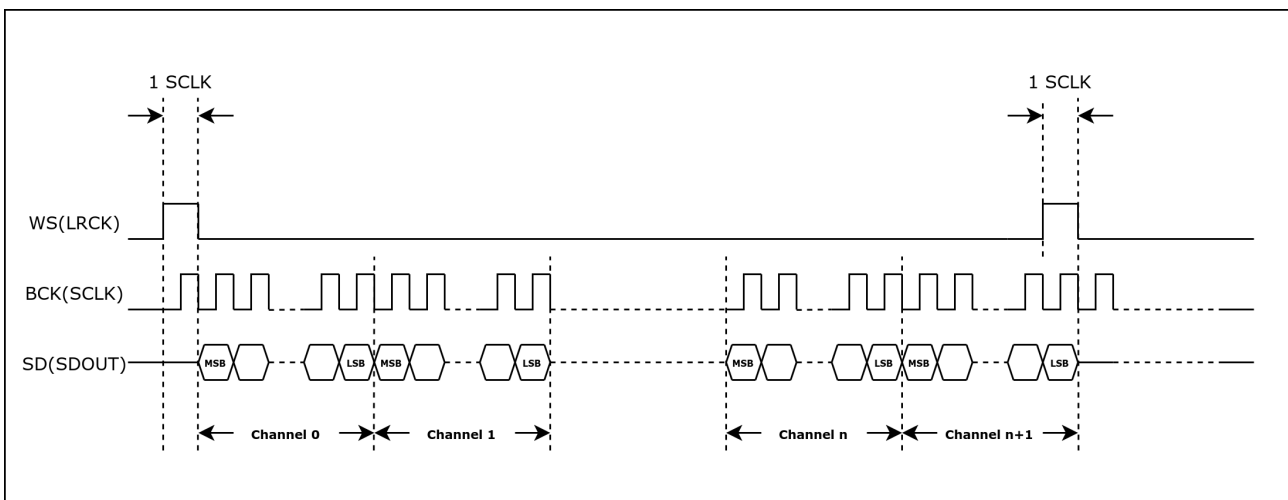 1 SCLK 1 SCLK
WS(LRCK)
BCK(SCLK)
SD(SDOUT) MSB LSB MSB LSB MSB LSB MSB LSB
Channel 0 Channel 1 Channel n Channel n+1